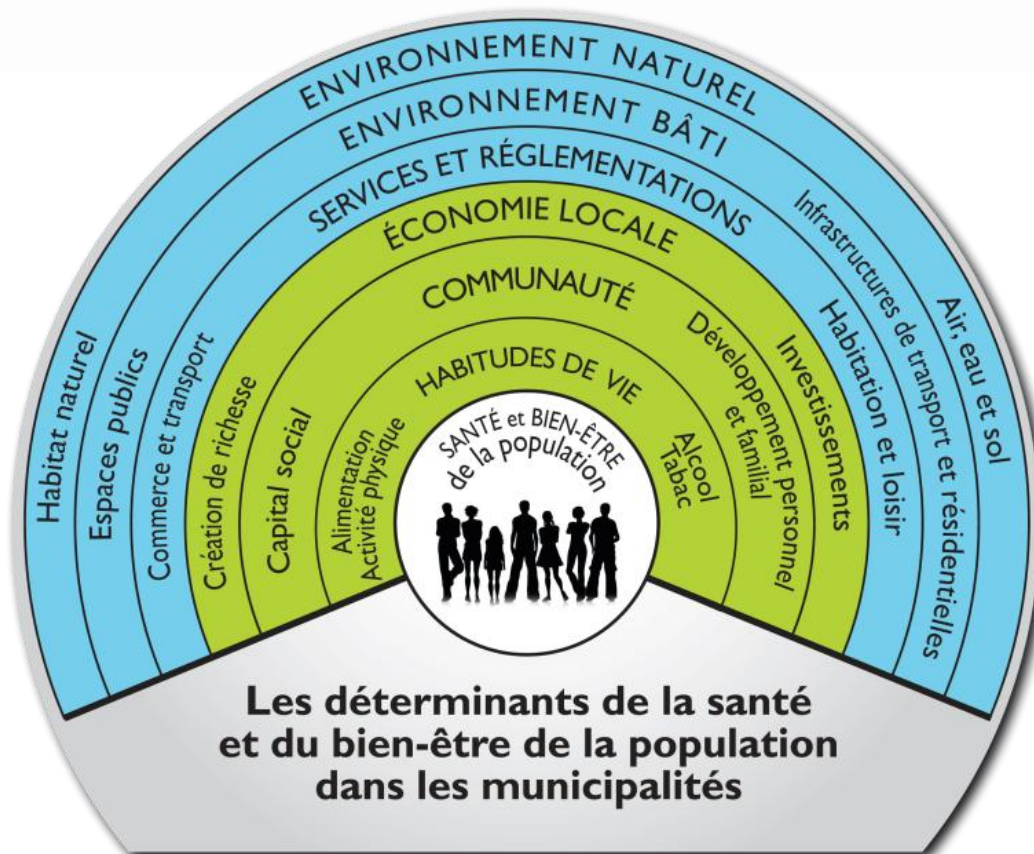 ENVIRONNEMENT NATUREL
Habitat naturel
Air, eau et sol
ENVIRONNEMENT BÂTI
Espaces publics
Infrastructures de transport et résidentielles
SERVICES ET RÉGLEMENTATIONS
Commerce et transport
Habitation et loisir
ÉCONOMIE LOCALE
Création de richesse
Investissements
COMMUNAUTÉ
Capital social
Développement personnel
et familial
HABITUDES DE VIE
Alimentation
Activité physique
Alcool
Tabac
SANTÉ et BIEN-ÊTRE
de la population
Les déterminants de la santé
et du bien-être de la population
dans les municipalités